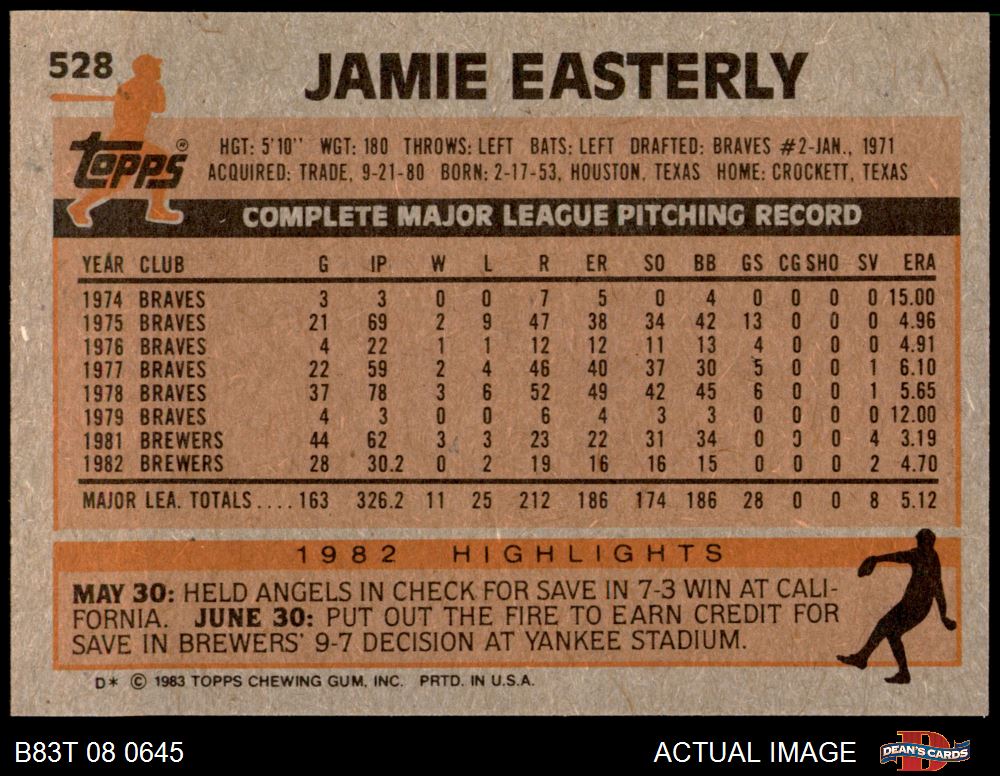 528
JAMIE EASTERLY
Topps®
HGT: 5'10'' WGT: 180 THROWS: LEFT BATS: LEFT DRAFTED: BRAVES #2-JAN., 1971
ACQUIRED: TRADE, 9-21-80 BORN: 2-17-53, HOUSTON, TEXAS HOME: CROCKETT, TEXAS
COMPLETE MAJOR LEAGUE PITCHING RECORD
YEAR CLUB G IP W L R ER SO BB GS CG SHO SV ERA
1974 BRAVES 3 3 0 0 7 5 0 4 0 0 0 0 15.00
1975 BRAVES 21 69 2 9 47 38 34 42 13 0 0 0 4.96
1976 BRAVES 4 22 1 1 12 12 11 13 4 0 0 0 4.91
1977 BRAVES 22 59 2 4 46 40 37 30 5 0 0 1 6.10
1978 BRAVES 37 78 3 6 52 49 42 45 6 0 0 1 5.65
1979 BRAVES 4 3 0 0 6 4 3 3 0 0 0 0 12.00
1981 BREWERS 44 62 3 3 23 22 31 34 0 0 0 4 3.19
1982 BREWERS 28 30.2 0 2 19 16 16 15 0 0 0 2 4.70
MAJOR LEA. TOTALS.... 163 326.2 11 25 212 186 174 186 28 0 0 8 5.12
1982 HIGHLIGHTS
MAY 30: HELD ANGELS IN CHECK FOR SAVE IN 7-3 WIN AT CALI-
FORNIA. JUNE 30: PUT OUT THE FIRE TO EARN CREDIT FOR
SAVE IN BREWERS' 9-7 DECISION AT YANKEE STADIUM.
D* © 1983 TOPPS CHEWING GUM, INC. PRTD. IN U.S.A.
B83T 08 0645 ACTUAL IMAGE DEAN'S CARDS